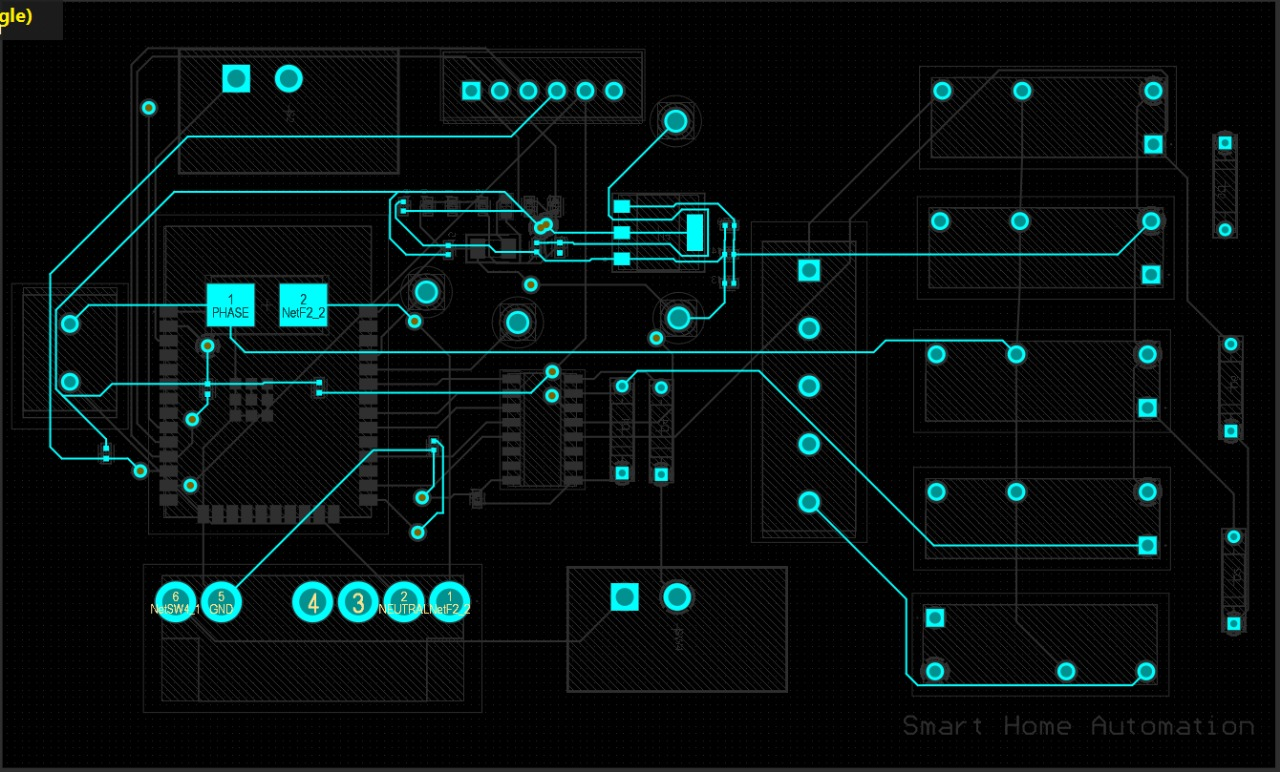 gle)
1
PHASE
2
NetF2_2
6
NetSW4_1
5
GND
4
3
2
NEUTRAL
1
NetF2_2
Smart Home Automation